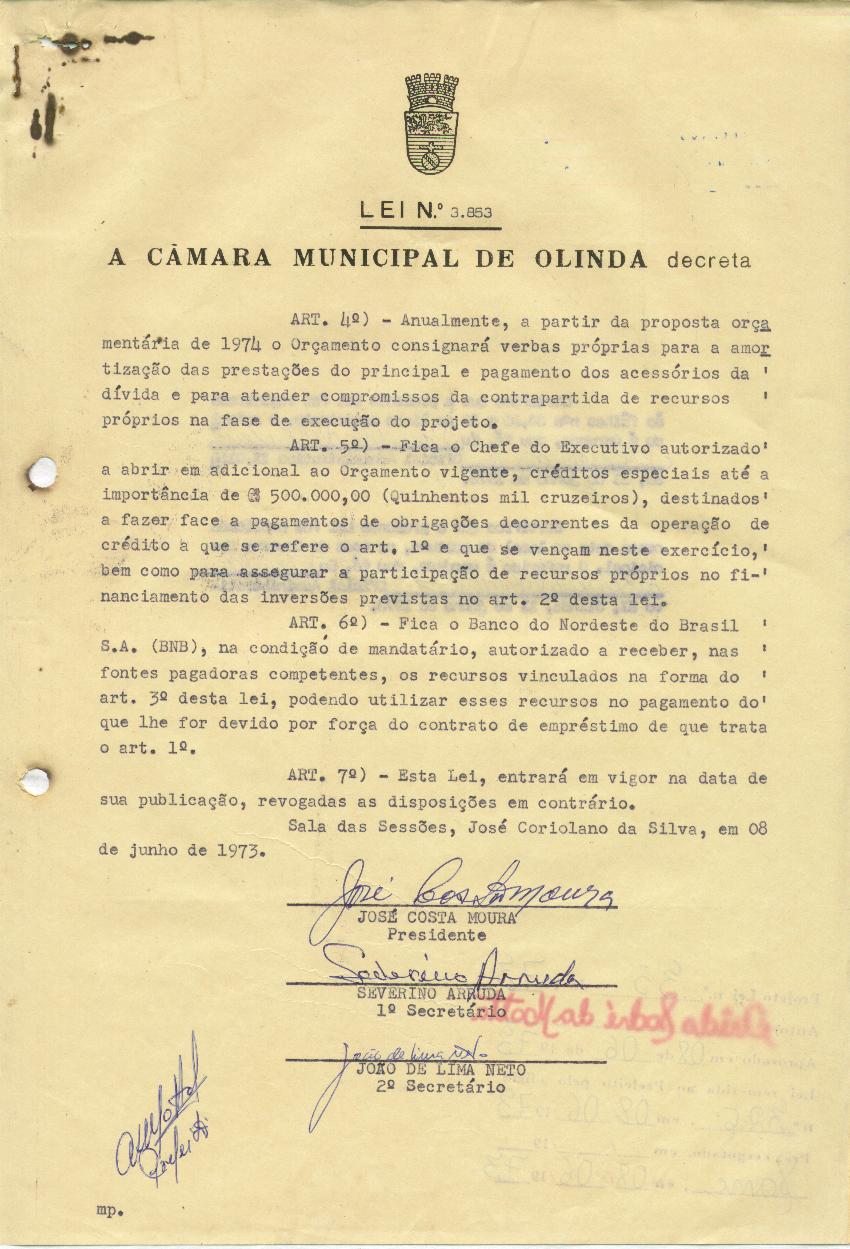 LEI N.º 3.853
A CÂMARA MUNICIPAL DE OLINDA decreta
ART. 4º) - Anualmente, a partir da proposta orça
mentária de 1974 o Orçamento consignará verbas próprias para a amor
tização das prestações do principal e pagamento dos acessórios da '
dívida e para atender compromissos da contrapartida de recursos '
próprios na fase de execução do projeto.
ART. 5º) - Fica o Chefe do Executivo autorizado'
a abrir em adicional ao Orçamento vigente, créditos especiais até a
importância de ₢ 500.000,00 (Quinhentos mil cruzeiros), destinados'
a fazer face a pagamentos de obrigações decorrentes da operação de
crédito a que se refere o art. 1º e que se vençam neste exercício,'
bem como para assegurar a participação de recursos próprios no fi-'
nanciamento das inversões previstas no art. 2º desta lei.
ART. 6º) - Fica o Banco do Nordeste do Brasil '
S.A. (BNB), na condição de mandatário, autorizado a receber, nas '
fontes pagadoras competentes, os recursos vinculados na forma do '
art. 3º desta lei, podendo utilizar esses recursos no pagamento do'
que lhe for devido por força do contrato de empréstimo de que trata
o art. 1º.
ART. 7º) - Esta Lei, entrará em vigor na data de
sua publicação, revogadas as disposições em contrário.
Sala das Sessões, José Coriolano da Silva, em 08
de junho de 1973.
José Costa Moura
JOSÉ COSTA MOURA
Presidente
Severino Arruda
SEVERINO ARRUDA
1º Secretário
João de Lima Neto
JOÃO DE LIMA NETO
2º Secretário
mp.